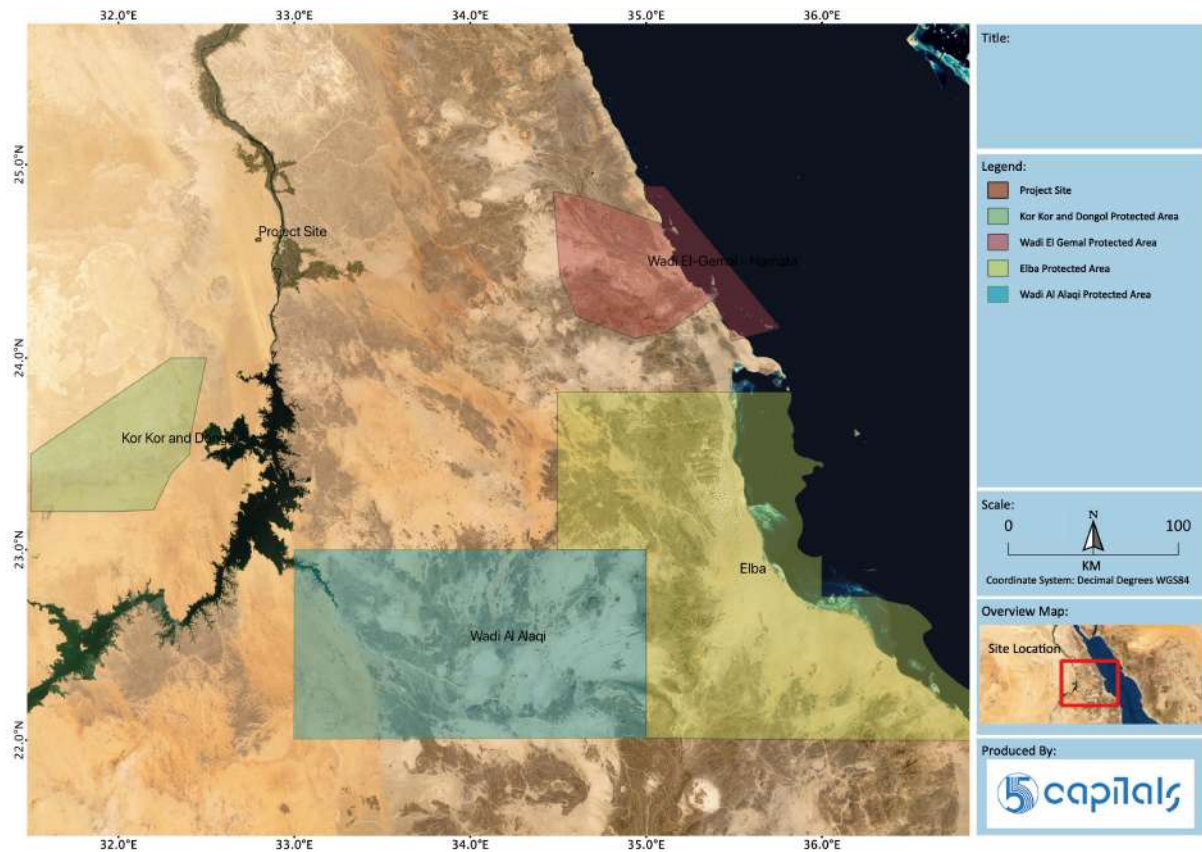 32.0°E 33.0°E 34.0°E 35.0°E 36.0°E
25.0°N
24.0°N
23.0°N
22.0°N
Project Site
Wadi El-Gemal - Hamata
Kor Kor and Dongol
Elba
Wadi Al Alaqi
32.0°E 33.0°E 34.0°E 35.0°E 36.0°E
Title:
Legend:
Project Site
Kor Kor and Dongol Protected Area
Wadi El Gemal Protected Area
Elba Protected Area
Wadi Al Alaqi Protected Area
Scale:
N
0 100
KM
Coordinate System: Decimal Degrees WGS84
Overview Map:
Site Location
Produced By:
5 capitals